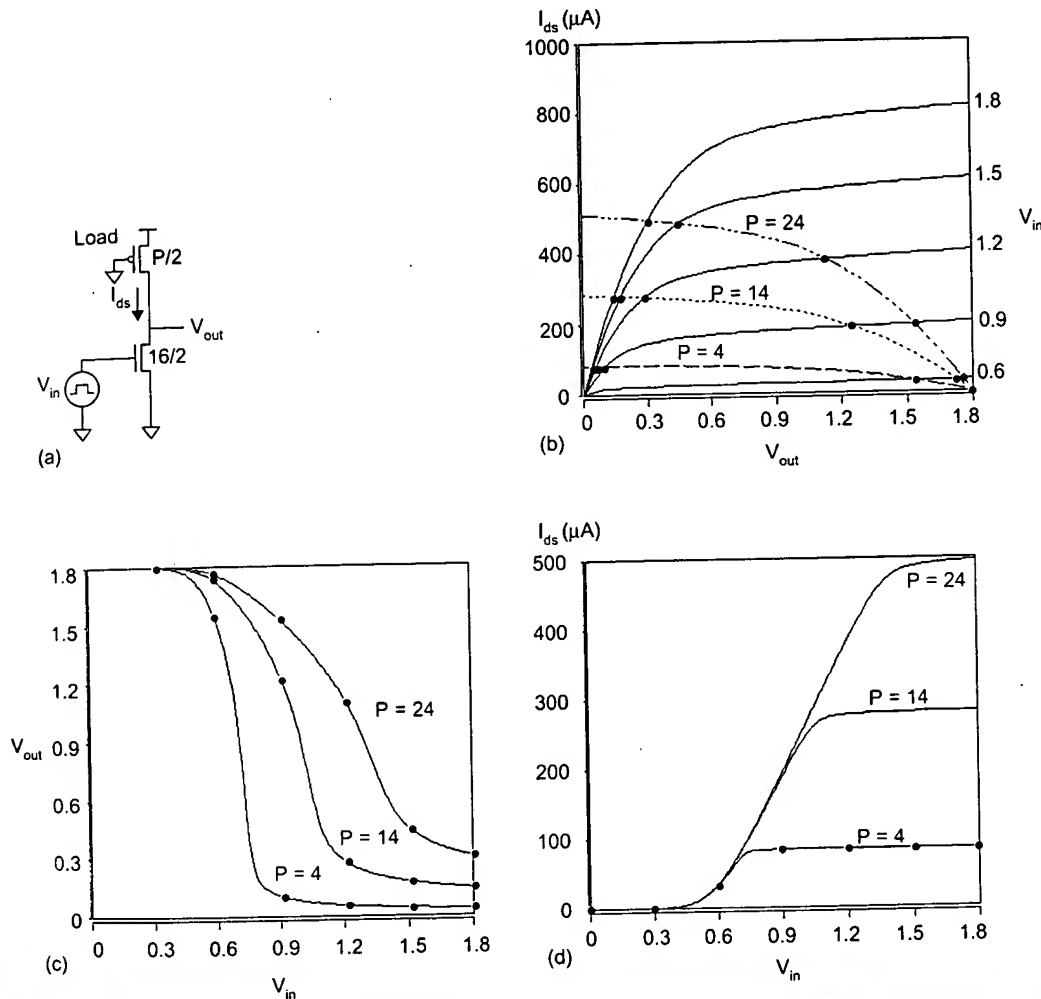 Load
P/2
I_ds
V_out
16/2
V_in
(a)
I_ds (μA)
1000
800
600
400
200
0
1.8
1.5
1.2
0.9
0.6
V_in
P = 24
P = 14
P = 4
0 0.3 0.6 0.9 1.2 1.5 1.8
V_out
(b)
1.8
1.5
1.2
0.9
0.6
0.3
0
V_out
P = 24
P = 14
P = 4
0 0.3 0.6 0.9 1.2 1.5 1.8
V_in
(c)
I_ds (μA)
500
400
300
200
100
0
P = 24
P = 14
P = 4
0 0.3 0.6 0.9 1.2 1.5 1.8
V_in
(d)